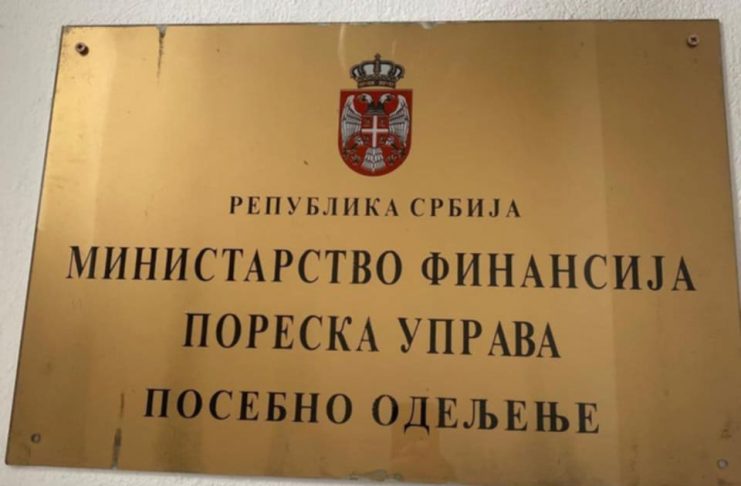 РЕПУБЛИКА СРБИЈА
МИНИСТАРСТВО ФИНАНСИЈА
ПОРЕСКА УПРАВА
ПОСЕБНО ОДЕЉЕЊЕ